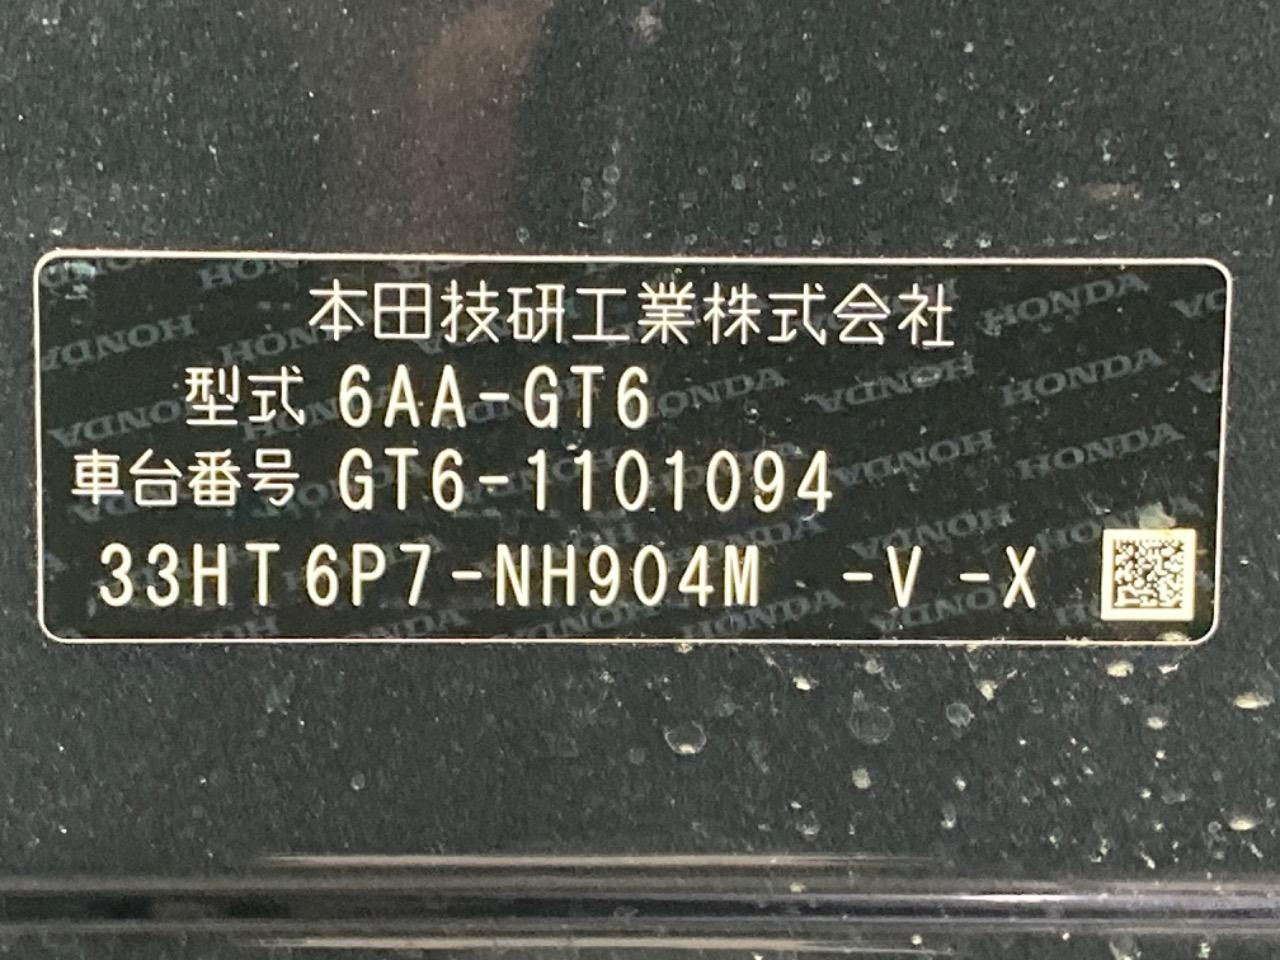 本田技研工業株式会社
型式 6AA-GT6
車台番号 GT6-1101094
33HT6P7-NH904M -V -X